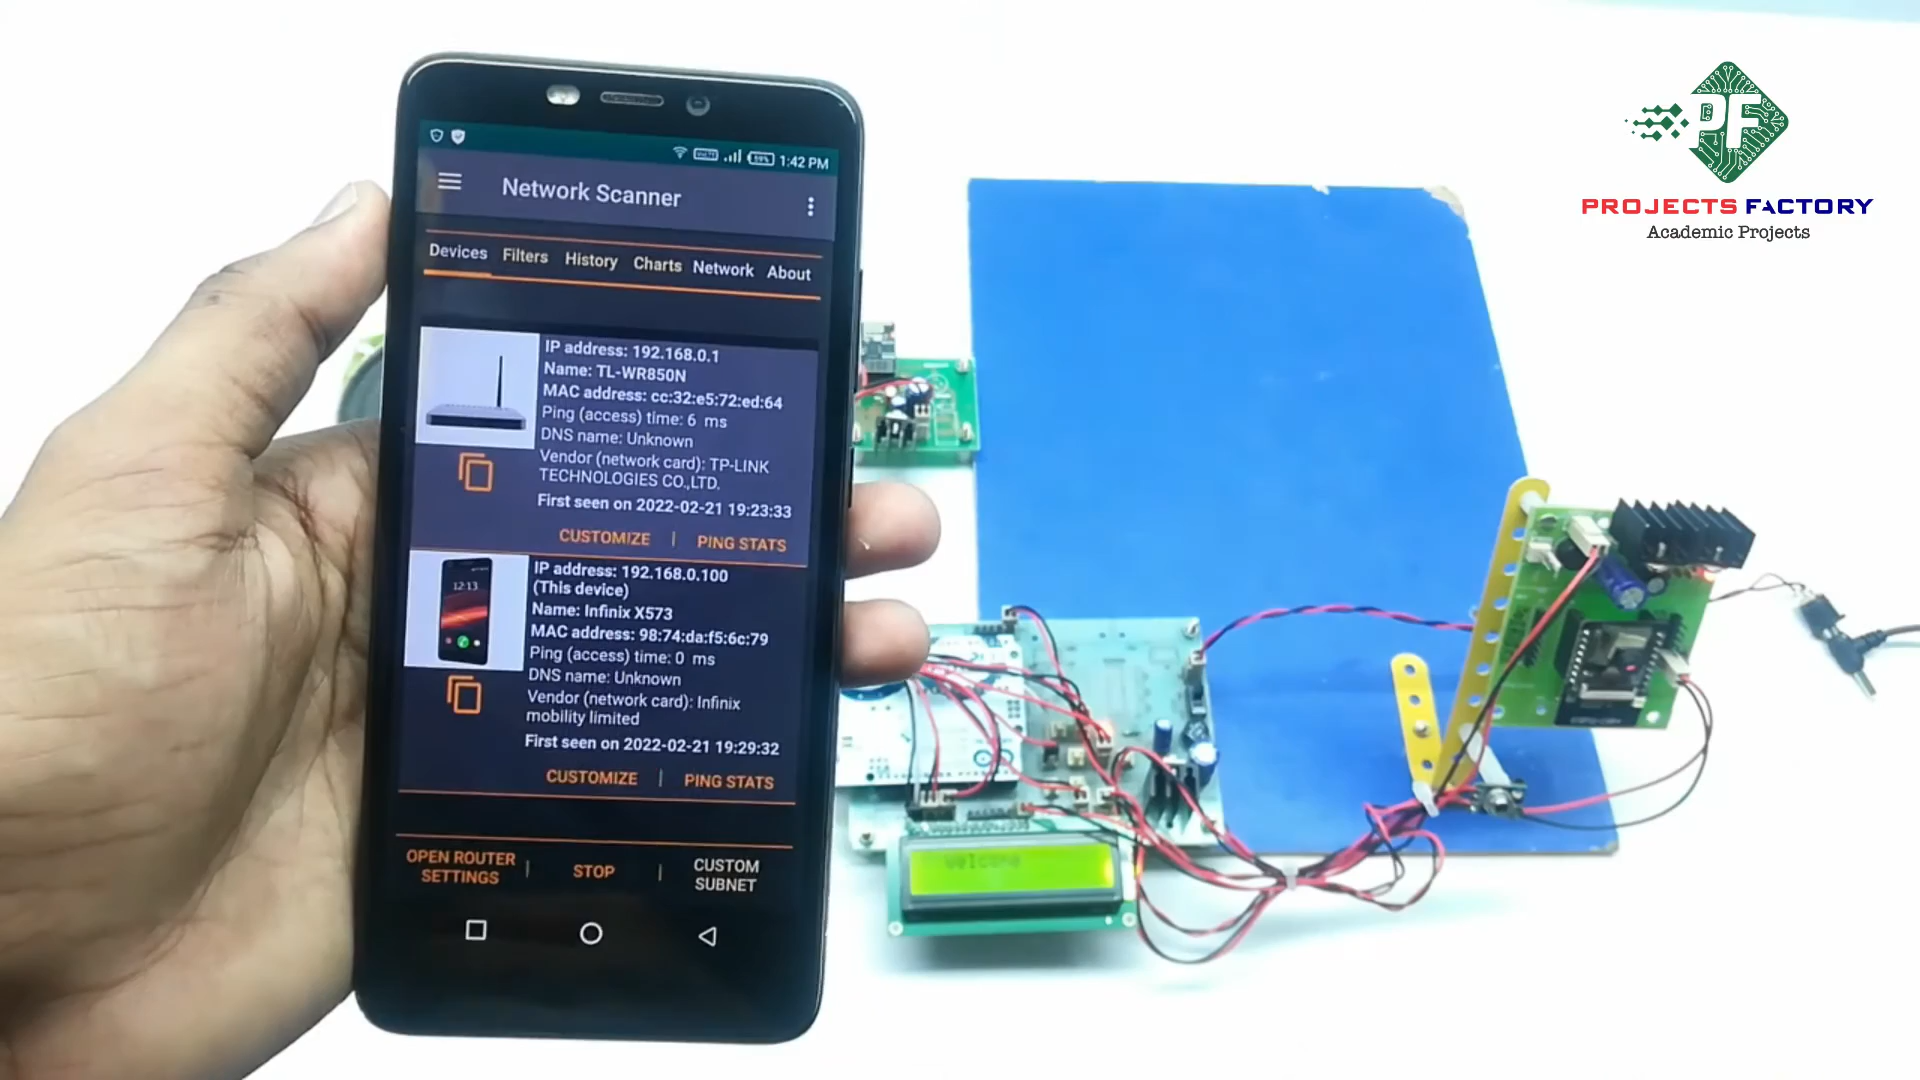 PF
PROJECTS FACTORY
Academic Projects
1:42 PM
Network Scanner
Devices Filters History Charts Network About
IP address: 192.168.0.1
Name: TL-WR850N
MAC address: cc:32:e5:72:ed:64
Ping (access) time: 6 ms
DNS name: Unknown
Vendor (network card): TP-LINK
TECHNOLOGIES CO.,LTD.
First seen on 2022-02-21 19:23:33
CUSTOMIZE | PING STATS
12:13
IP address: 192.168.0.100
(This device)
Name: Infinix X573
MAC address: 98:74:da:f5:6c:79
Ping (access) time: 0 ms
DNS name: Unknown
Vendor (network card): Infinix
mobility limited
First seen on 2022-02-21 19:29:32
CUSTOMIZE | PING STATS
OPEN ROUTER
SETTINGS | STOP | CUSTOM
SUBNET
Welcome